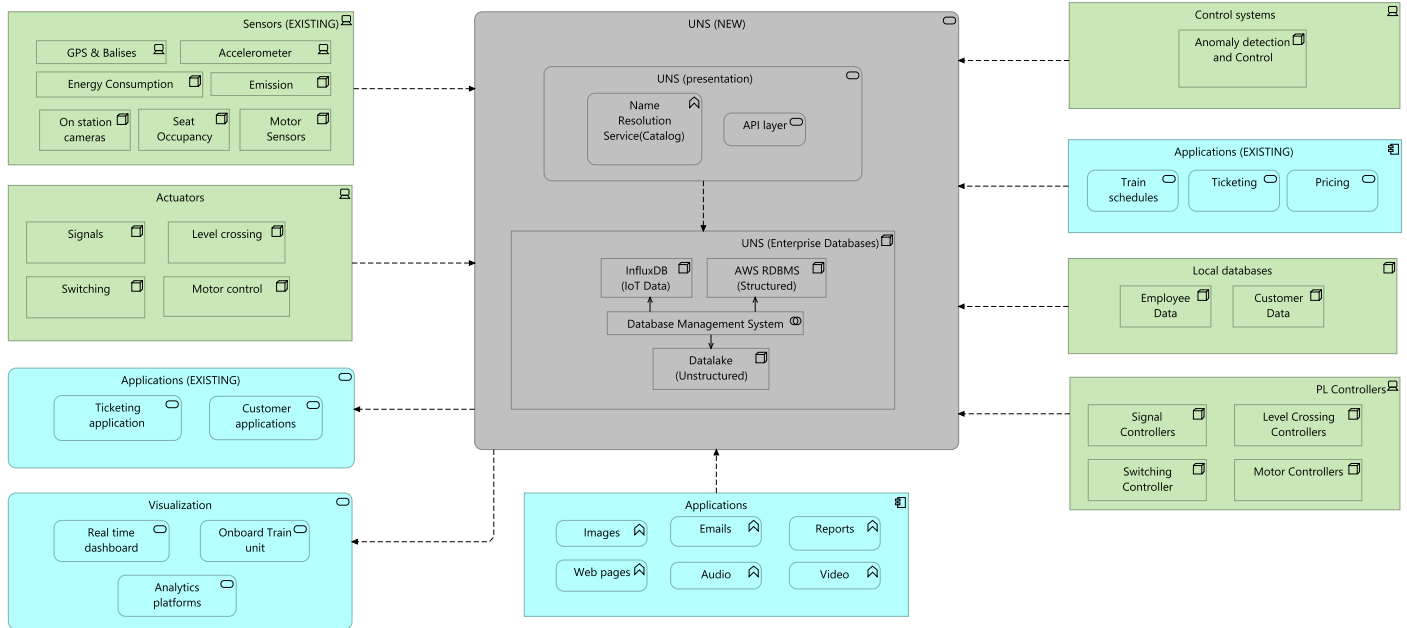 Sensors (EXISTING)
GPS & Balises
Accelerometer
Energy Consumption
Emission
On station
cameras
Seat
Occupancy
Motor
Sensors
Actuators
Signals
Level crossing
Switching
Motor control
Applications (EXISTING)
Ticketing
application
Customer
applications
Visualization
Real time
dashboard
Onboard Train
unit
Analytics
platforms
UNS (NEW)
UNS (presentation)
Name
Resolution
Service(Catalog)
API layer
UNS (Enterprise Databases)
InfluxDB
(IoT Data)
AWS RDBMS
(Structured)
Database Management System
Datalake
(Unstructured)
Applications
Images
Emails
Reports
Web pages
Audio
Video
Control systems
Anomaly detection
and Control
Applications (EXISTING)
Train
schedules
Ticketing
Pricing
Local databases
Employee
Data
Customer
Data
PL Controllers
Signal
Controllers
Level Crossing
Controllers
Switching
Controller
Motor Controllers